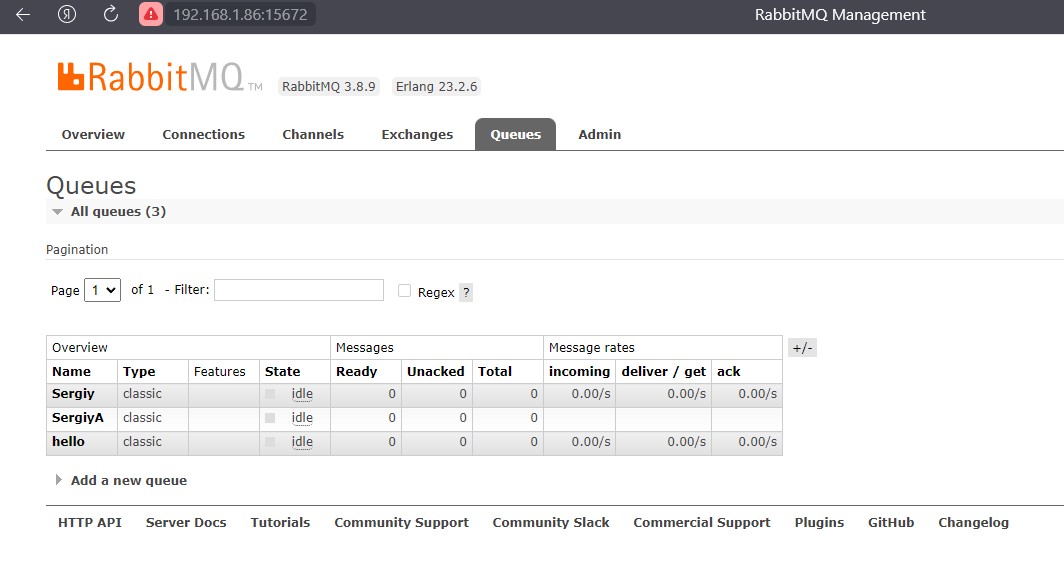 Я 192.168.1.86:15672 RabbitMQ Management
RabbitMQ TM RabbitMQ 3.8.9 Erlang 23.2.6
Overview Connections Channels Exchanges Queues Admin
Queues
All queues (3)
Pagination
Page 1 of 1 - Filter: Regex ?
Overview Messages Message rates +/-
Name Type Features State Ready Unacked Total incoming deliver / get ack
Sergiy classic idle 0 0 0 0.00/s 0.00/s 0.00/s
SergiyA classic idle 0 0 0
hello classic idle 0 0 0 0.00/s 0.00/s 0.00/s
Add a new queue
HTTP API Server Docs Tutorials Community Support Community Slack Commercial Support Plugins GitHub Changelog